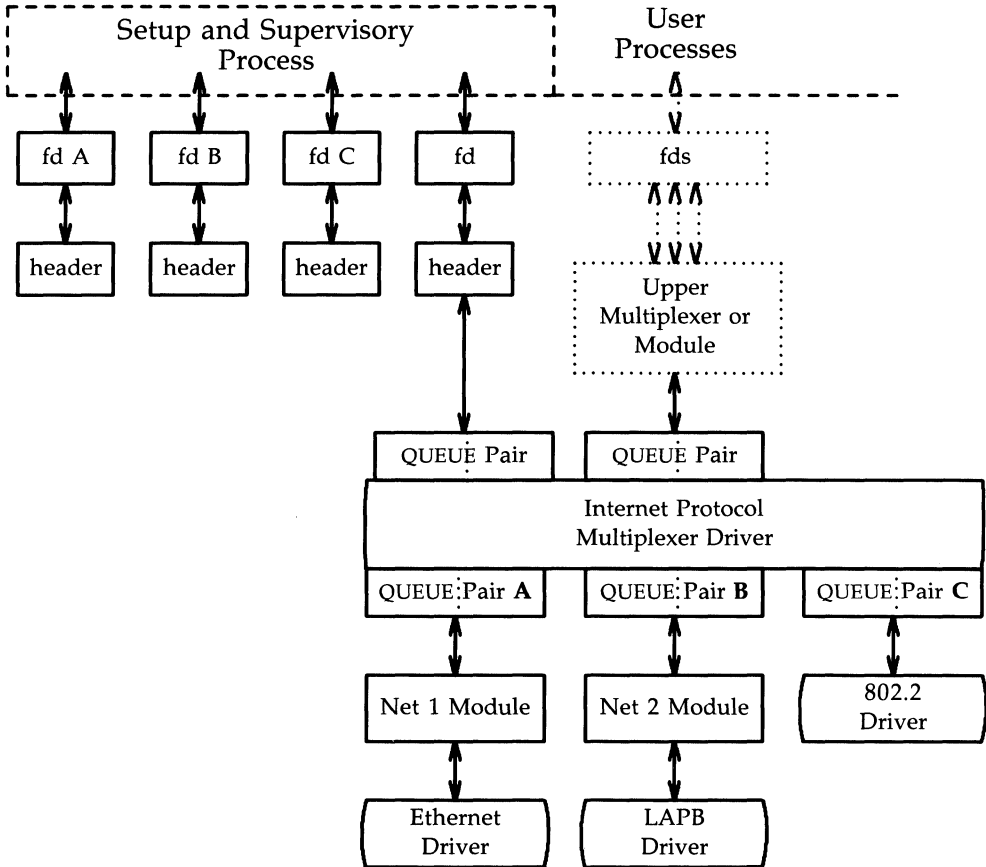 Setup and Supervisory
Process
User
Processes
fd A
fd B
fd C
fd
fds
header
header
header
header
Upper
Multiplexer or
Module
QUEUE Pair
QUEUE Pair
Internet Protocol
Multiplexer Driver
QUEUE Pair A
QUEUE Pair B
QUEUE Pair C
Net 1 Module
Net 2 Module
802.2
Driver
Ethernet
Driver
LAPB
Driver